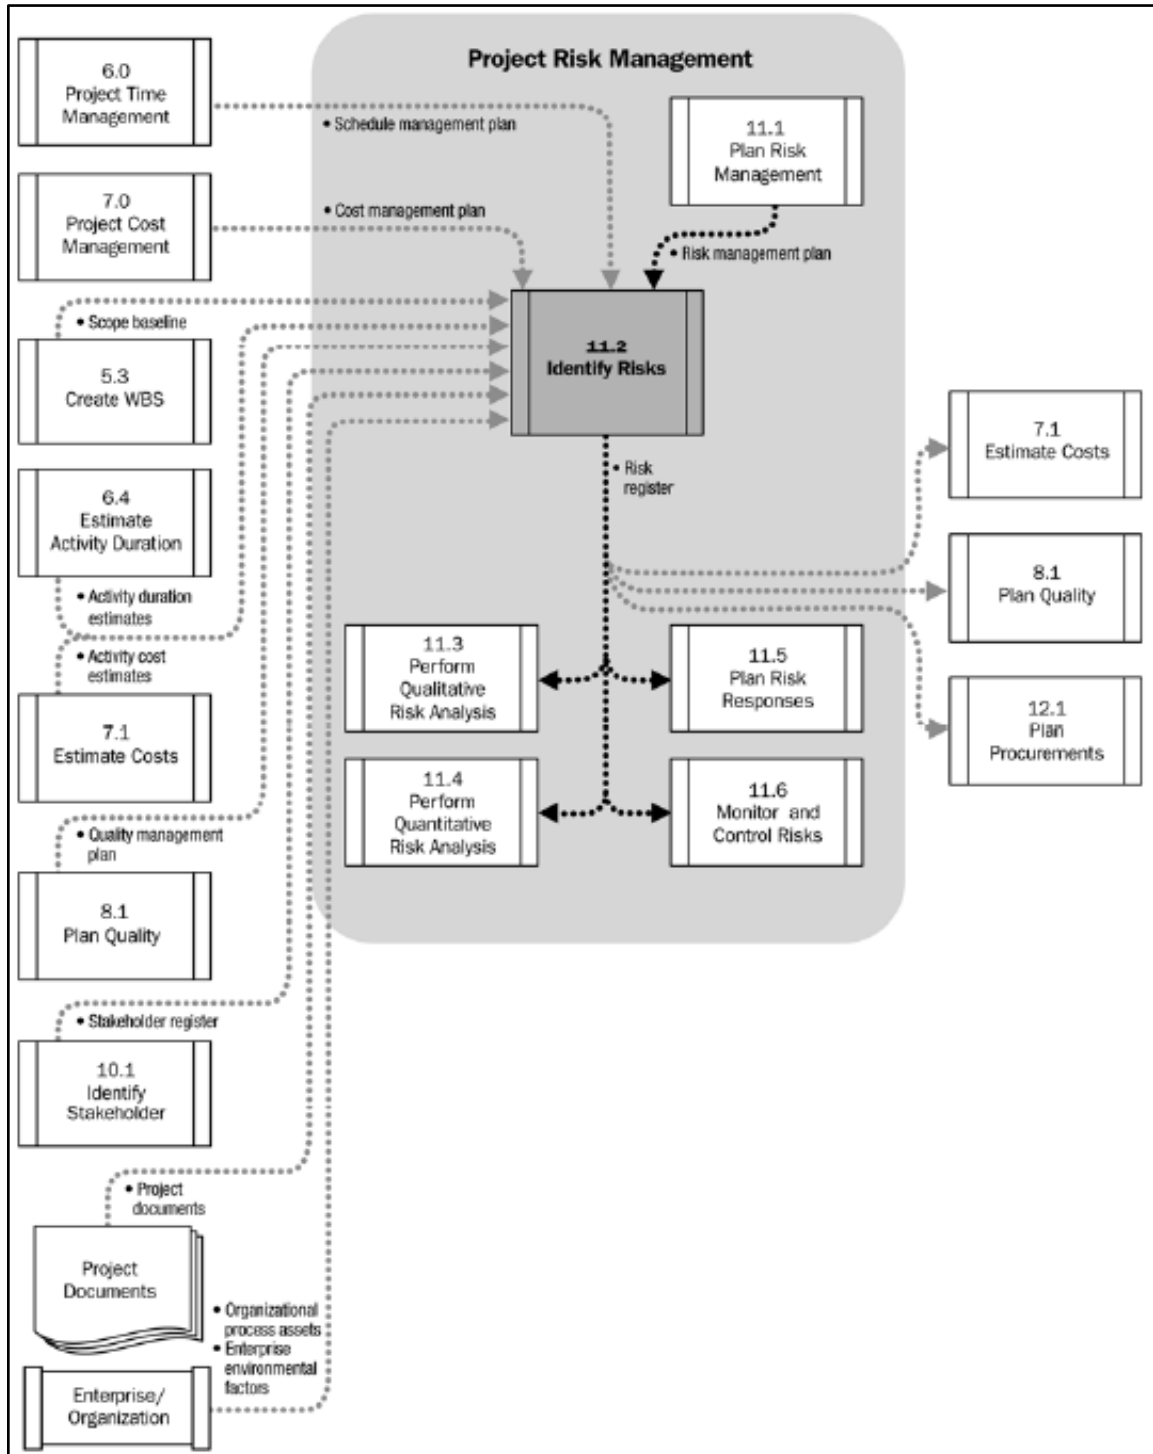 Project Risk Management
6.0
Project Time
Management
• Schedule management plan
11.1
Plan Risk
Management
7.0
Project Cost
Management
• Cost management plan
• Risk management plan
• Scope baseline
5.3
Create WBS
11.2
Identify Risks
• Risk
register
6.4
Estimate
Activity Duration
• Activity duration
estimates
• Activity cost
estimates
7.1
Estimate Costs
7.1
Estimate Costs
8.1
Plan Quality
12.1
Plan
Procurements
11.3
Perform
Qualitative
Risk Analysis
11.5
Plan Risk
Responses
11.4
Perform
Quantitative
Risk Analysis
11.6
Monitor and
Control Risks
• Quality management
plan
8.1
Plan Quality
• Stakeholder register
10.1
Identify
Stakeholder
• Project
documents
Project
Documents
• Organizational
process assets
• Enterprise
environmental
factors
Enterprise/
Organization